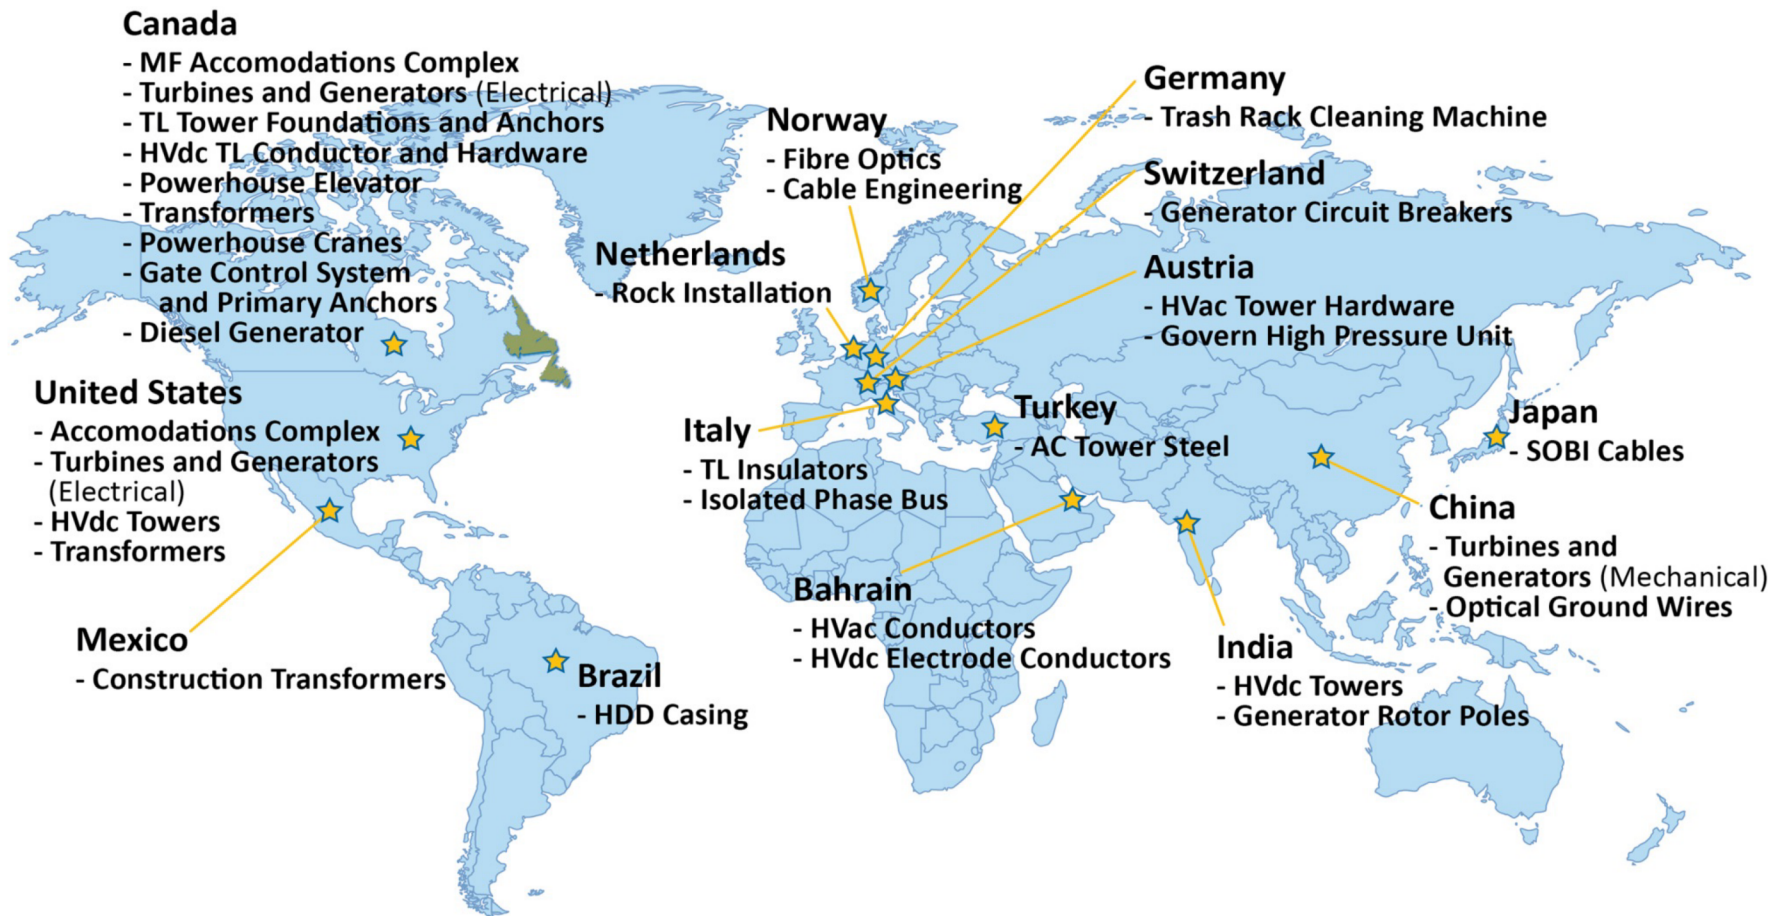 Canada
- MF Accomodations Complex
- Turbines and Generators (Electrical)
- TL Tower Foundations and Anchors
- HVdc TL Conductor and Hardware
- Powerhouse Elevator
- Transformers
- Powerhouse Cranes
- Gate Control System
and Primary Anchors
- Diesel Generator
United States
- Accomodations Complex
- Turbines and Generators
(Electrical)
- HVdc Towers
- Transformers
Mexico
- Construction Transformers
Brazil
- HDD Casing
Norway
- Fibre Optics
- Cable Engineering
Netherlands
- Rock Installation
Italy
- TL Insulators
- Isolated Phase Bus
Bahrain
- HVac Conductors
- HVdc Electrode Conductors
Germany
- Trash Rack Cleaning Machine
Switzerland
- Generator Circuit Breakers
Austria
- HVac Tower Hardware
- Govern High Pressure Unit
Turkey
- AC Tower Steel
Japan
- SOBI Cables
China
- Turbines and
Generators (Mechanical)
- Optical Ground Wires
India
- HVdc Towers
- Generator Rotor Poles